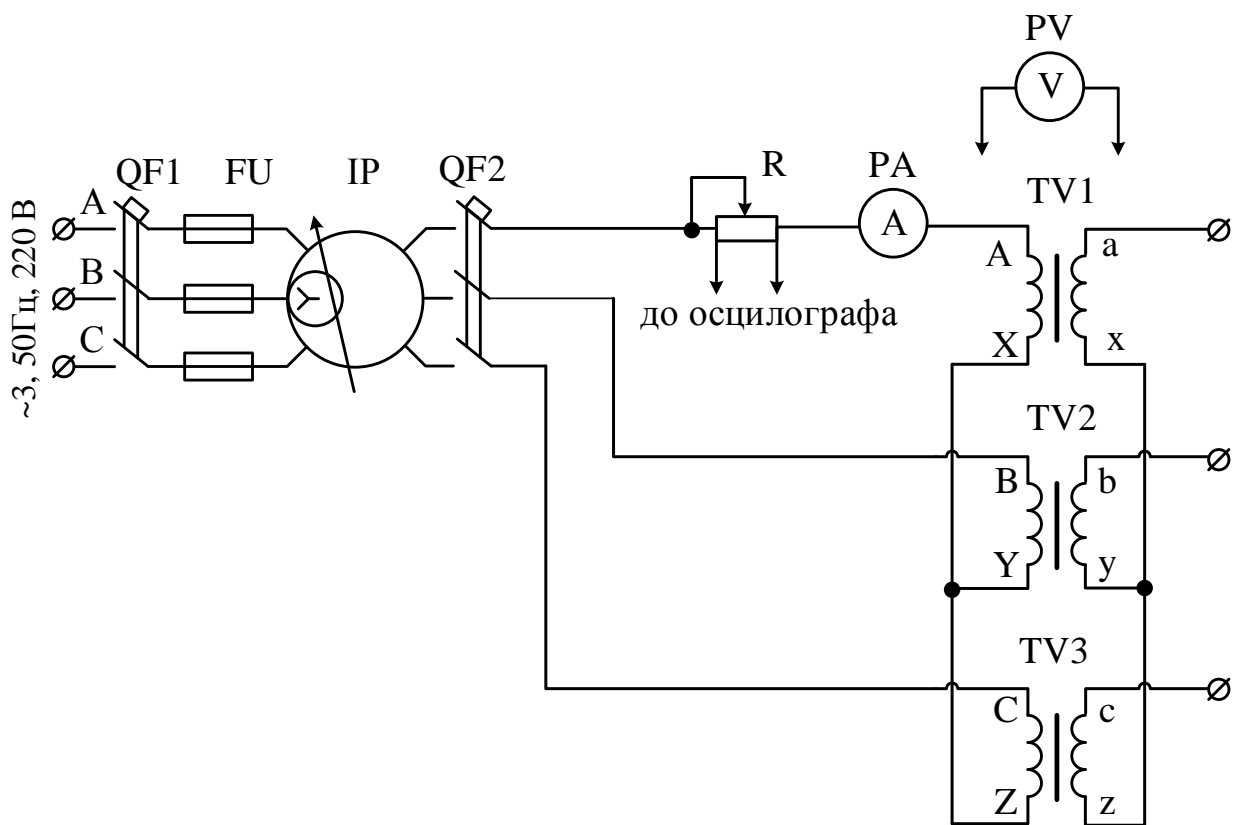 PV
V
QF1 FU IP QF2 R PA TV1
~3, 50Гц, 220 В
A
A
A a
B
до осцилографа
C
X x
TV2
B b
Y y
TV3
C c
Z z